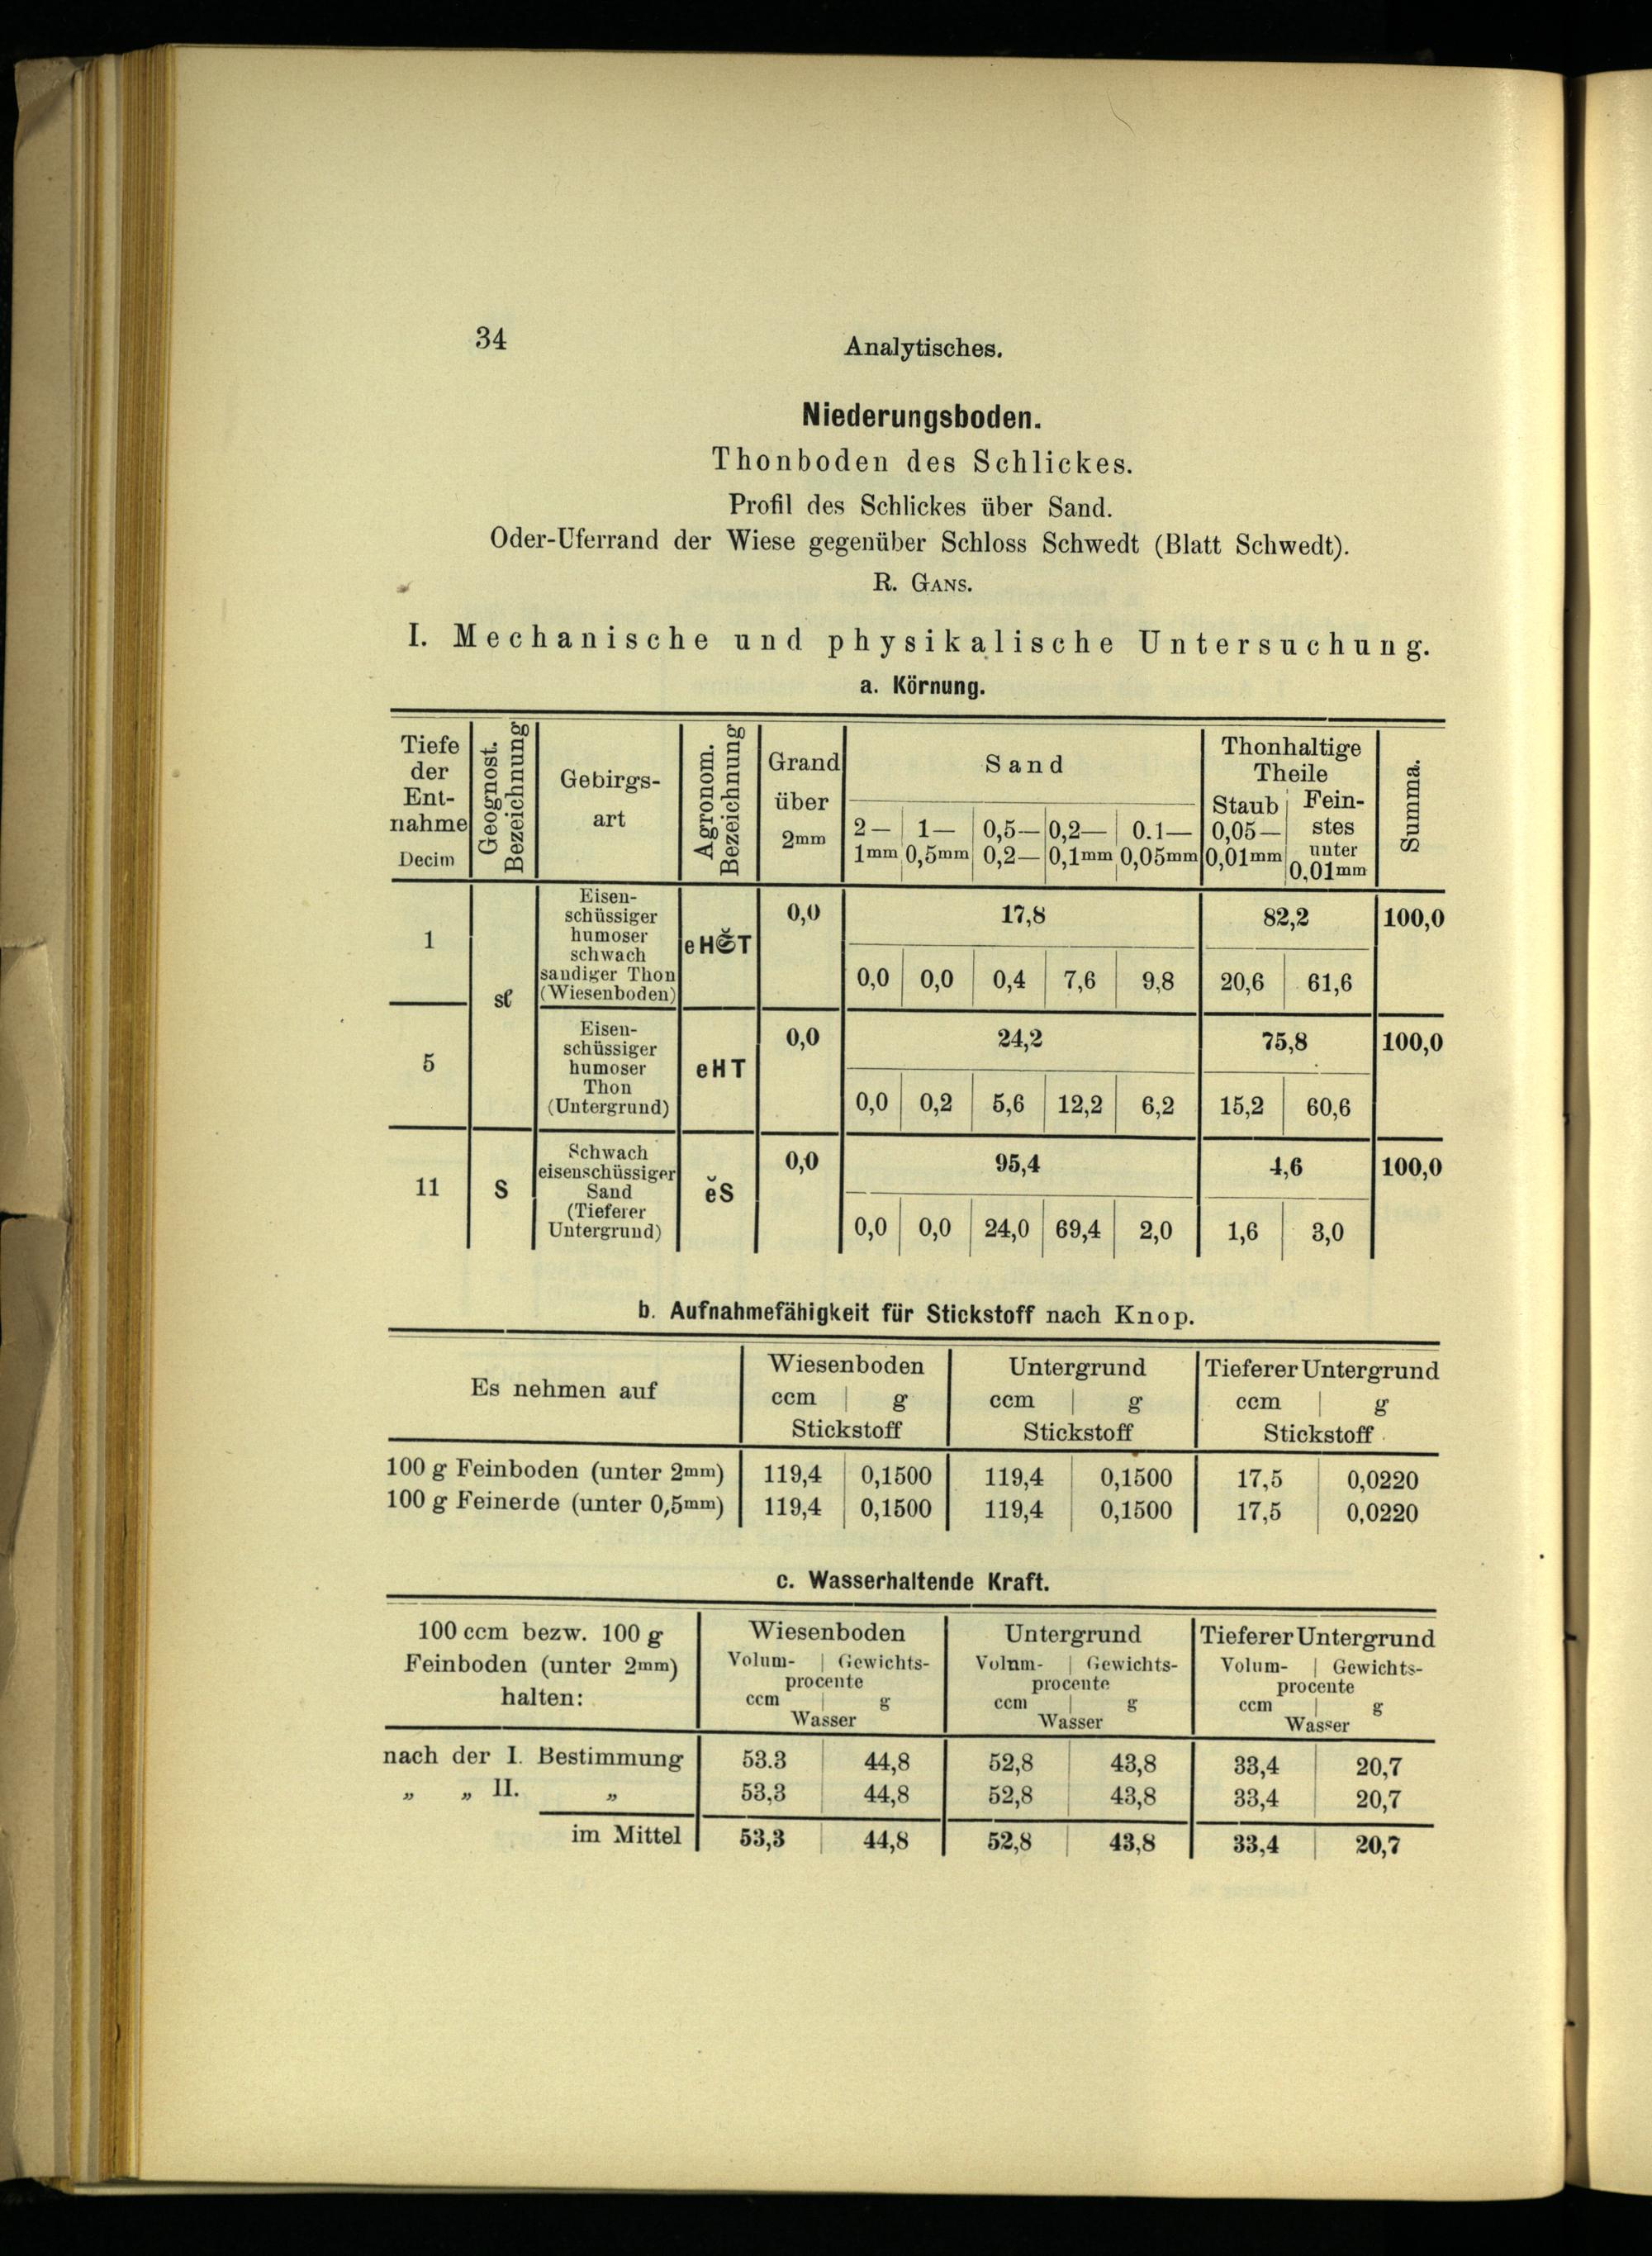 34
Analytisches.
Niederungsboden.
Thonboden des Schlickes.
Profil des Schlickes über Sand.
Oder-Uferrand der Wiese gegenüber Schloss Schwedt (Blatt Schwedt).
R. Gans.
I. Mechanische und physikalische Untersuchung.
a. Körnung.
Tiefe der Ent-nahme Decim | Geognost. Bezeichnung | Gebirgs-art | Agronom. Bezeichnung | Grand über 2mm | Sand | Thonhaltige Theile | Summa.
2— 1mm | 1— 0,5mm | 0,5— 0,2— | 0,2— 0,1mm | 0.1— 0,05mm | Staub 0,05— 0,01mm | Fein-stes unter 0,01mm
1 | Eisen-schüssiger humoser schwach sandiger Thon (Wiesenboden) | 0,0 | 17,8 | 82,2 | 100,0
0,0 | 0,0 | 0,4 | 7,6 | 9,8 | 20,6 | 61,6
5 | Eisen-schüssiger humoser Thon (Untergrund) | eHT | 0,0 | 24,2 | 75,8 | 100,0
0,0 | 0,2 | 5,6 | 12,2 | 6,2 | 15,2 | 60,6
11 | S | Schwach eisenschüssiger Sand (Tieferer Untergrund) | ĕS | 0,0 | 95,4 | 4,6 | 100,0
0,0 | 0,0 | 24,0 | 69,4 | 2,0 | 1,6 | 3,0
b. Aufnahmefähigkeit für Stickstoff nach Knop.
Es nehmen auf | Wiesenboden | Untergrund | Tieferer Untergrund
ccm | g | ccm | g | ccm | g
Stickstoff | Stickstoff | Stickstoff
100 g Feinboden (unter 2mm) | 119,4 | 0,1500 | 119,4 | 0,1500 | 17,5 | 0,0220
100 g Feinerde (unter 0,5mm) | 119,4 | 0,1500 | 119,4 | 0,1500 | 17,5 | 0,0220
c. Wasserhaltende Kraft.
100 ccm bezw. 100 g | Wiesenboden | Untergrund | Tieferer Untergrund
Feinboden (unter 2mm) | Volum- | Gewichts- | Volum- | Gewichts- | Volum- | Gewichts-
procente | procente | procente
halten: | ccm | g | ccm | g | ccm | g
Wasser | Wasser | Wasser
nach der I. Bestimmung | 53.3 | 44,8 | 52,8 | 43,8 | 33,4 | 20,7
„ „ II. „ | 53,3 | 44,8 | 52,8 | 43,8 | 33,4 | 20,7
im Mittel | 53,3 | 44,8 | 52,8 | 43,8 | 33,4 | 20,7